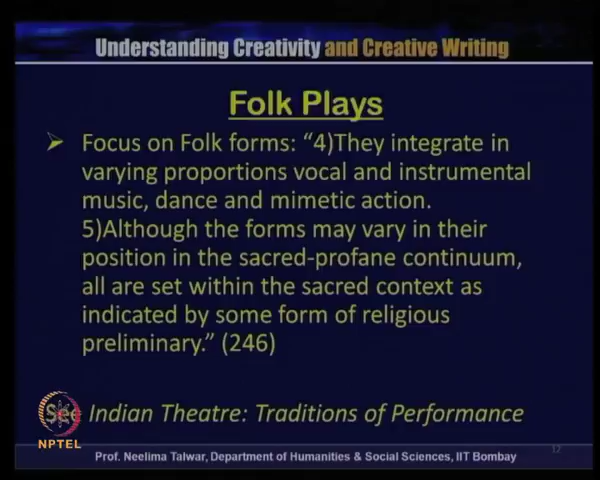 Understanding Creativity and Creative Writing
Folk Plays
Focus on Folk forms: “4)They integrate in
varying proportions vocal and instrumental
music, dance and mimetic action.
5)Although the forms may vary in their
position in the sacred-profane continuum,
all are set within the sacred context as
indicated by some form of religious
preliminary.” (246)
See Indian Theatre: Traditions of Performance
NPTEL
17
Prof. Neelima Talwar, Department of Humanities & Social Sciences, IIT Bombay